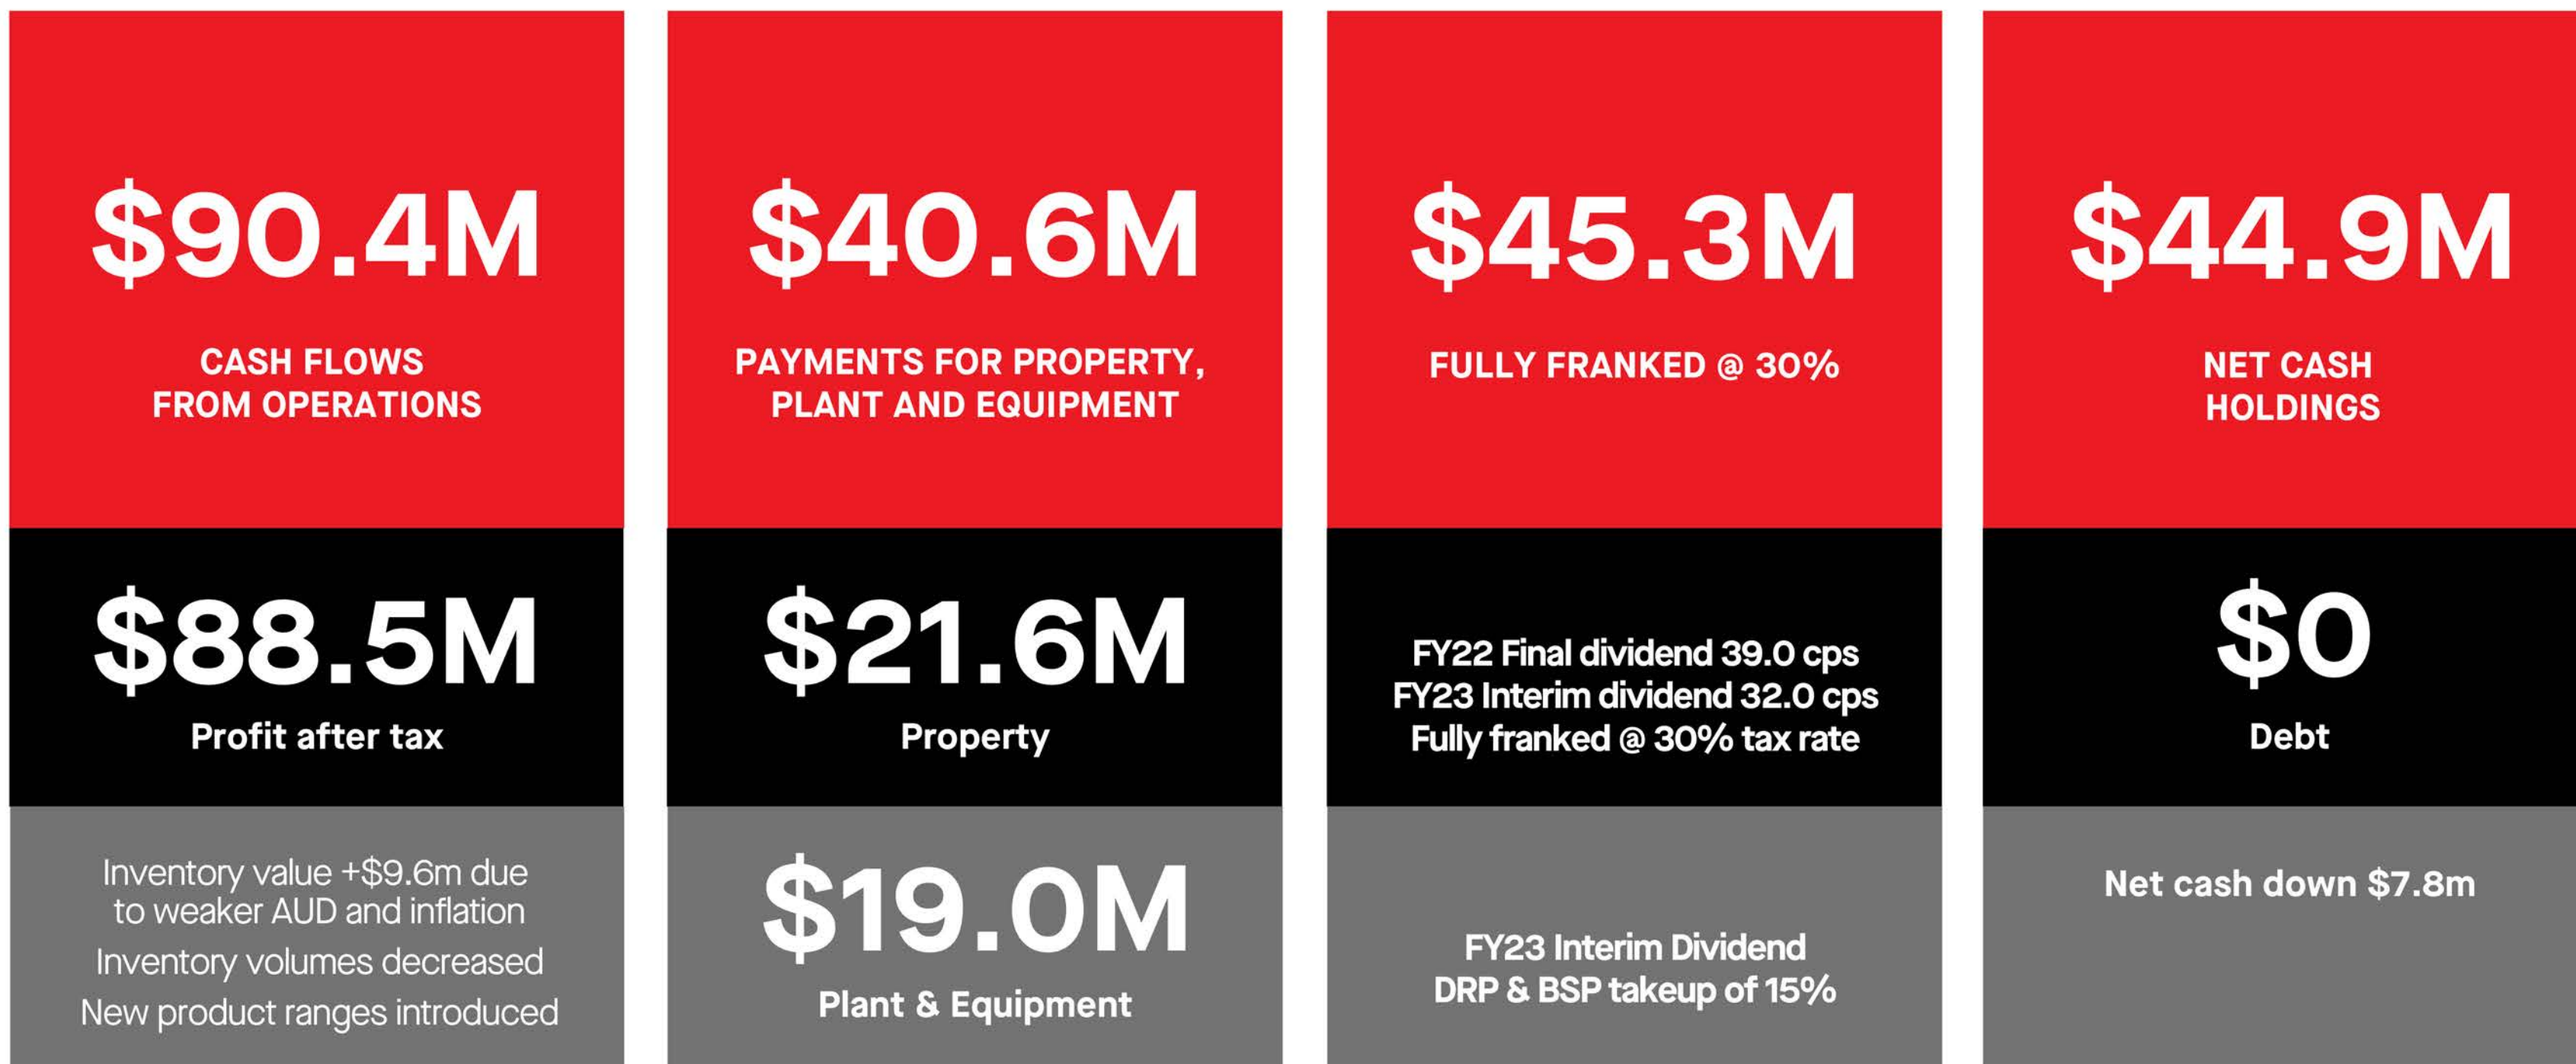 $90.4M
CASH FLOWS
FROM OPERATIONS
$88.5M
Profit after tax
Inventory value +$9.6m due
to weaker AUD and inflation
Inventory volumes decreased
New product ranges introduced
$40.6M
PAYMENTS FOR PROPERTY,
PLANT AND EQUIPMENT
$21.6M
Property
$19.0M
Plant & Equipment
$45.3M
FULLY FRANKED @ 30%
FY22 Final dividend 39.0 cps
FY23 Interim dividend 32.0 cps
Fully franked @ 30% tax rate
FY23 Interim Dividend
DRP & BSP takeup of 15%
$44.9M
NET CASH
HOLDINGS
$0
Debt
Net cash down $7.8m